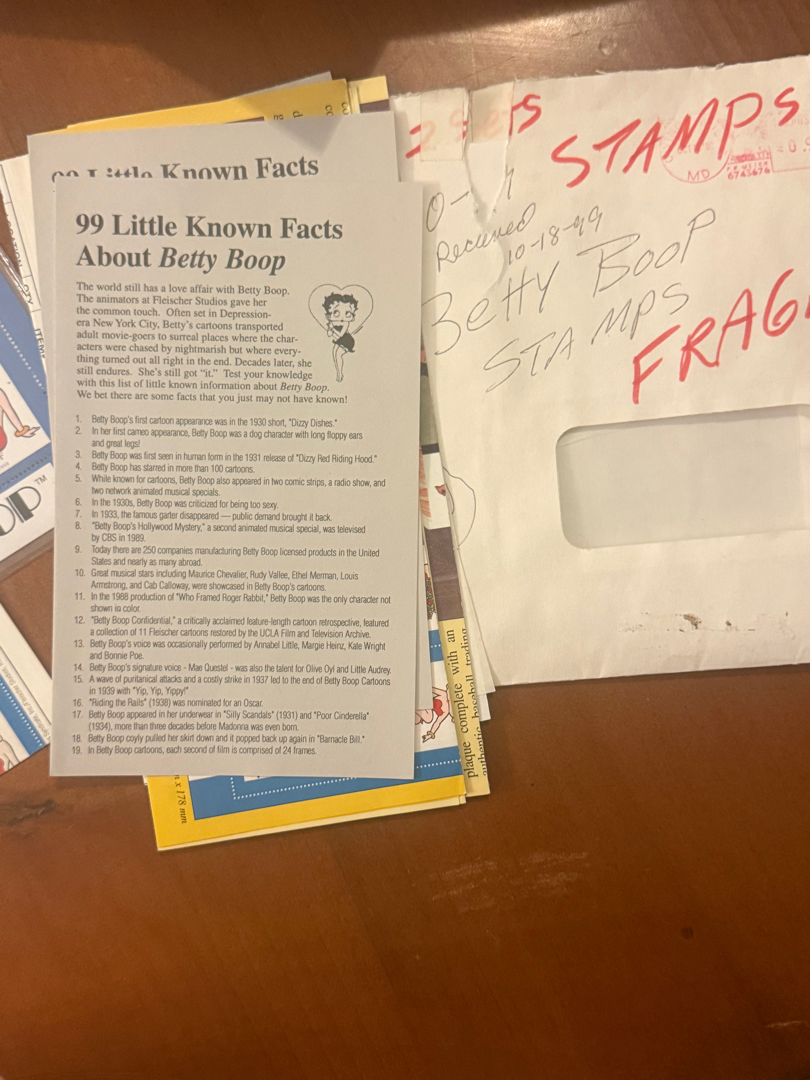 99 Little Known Facts
99 Little Known Facts
About Betty Boop
The world still has a love affair with Betty Boop.
The animators at Fleischer Studios gave her
the common touch. Often set in Depression-
era New York City, Betty's cartoons transported
adult movie-goers to surreal places where the char-
acters were chased by nightmarish but where every-
thing turned out all right in the end. Decades later, she
still endures. She's still got "it." Test your knowledge
with this list of little known information about Betty Boop.
We bet there are some facts that you just may not have known!
1. Betty Boop's first cartoon appearance was in the 1930 short, "Dizzy Dishes."
2. In her first cameo appearance, Betty Boop was a dog character with long floppy ears
and great legs!
3. Betty Boop was first seen in human form in the 1931 release of "Dizzy Red Riding Hood."
4. Betty Boop has starred in more than 100 cartoons.
5. While known for cartoons, Betty Boop also appeared in two comic strips, a radio show, and
two network animated musical specials.
6. In the 1930s, Betty Boop was criticized for being too sexy.
7. In 1933, the famous garter disappeared — public demand brought it back.
8. "Betty Boop's Hollywood Mystery," a second animated musical special, was televised
by CBS in 1989.
9. Today there are 250 companies manufacturing Betty Boop licensed products in the United
States and nearly as many abroad.
10. Great musical stars including Maurice Chevalier, Rudy Vallee, Ethel Merman, Louis
Armstrong, and Cab Calloway, were showcased in Betty Boop's cartoons.
11. In the 1988 production of "Who Framed Roger Rabbit," Betty Boop was the only character not
shown in color.
12. "Betty Boop Confidential," a critically acclaimed feature-length cartoon retrospective, featured
a collection of 11 Fleischer cartoons restored by the UCLA Film and Television Archive.
13. Betty Boop's voice was occasionally performed by Annabel Little, Margie Heinz, Kate Wright
and Bonnie Poe.
14. Betty Boop's signature voice - Mae Questel - was also the talent for Olive Oyl and Little Audrey.
15. A wave of puritanical attacks and a costly strike in 1937 led to the end of Betty Boop Cartoons
in 1939 with "Yip, Yip, Yippy!"
16. "Riding the Rails" (1938) was nominated for an Oscar.
17. Betty Boop appeared in her underwear in "Silly Scandals" (1931) and "Poor Cinderella"
(1934), more than three decades before Madonna was even born.
18. Betty Boop coyly pulled her skirt down and it popped back up again in "Barnacle Bill."
19. In Betty Boop cartoons, each second of film is comprised of 24 frames.
STAMPS
MD
6745676
Received
10-18-99
Betty Boop
STAMPS
FRAG
OP™
QTY
ITEM
plaque complete with an
authentic baseball trading
x 178 mm